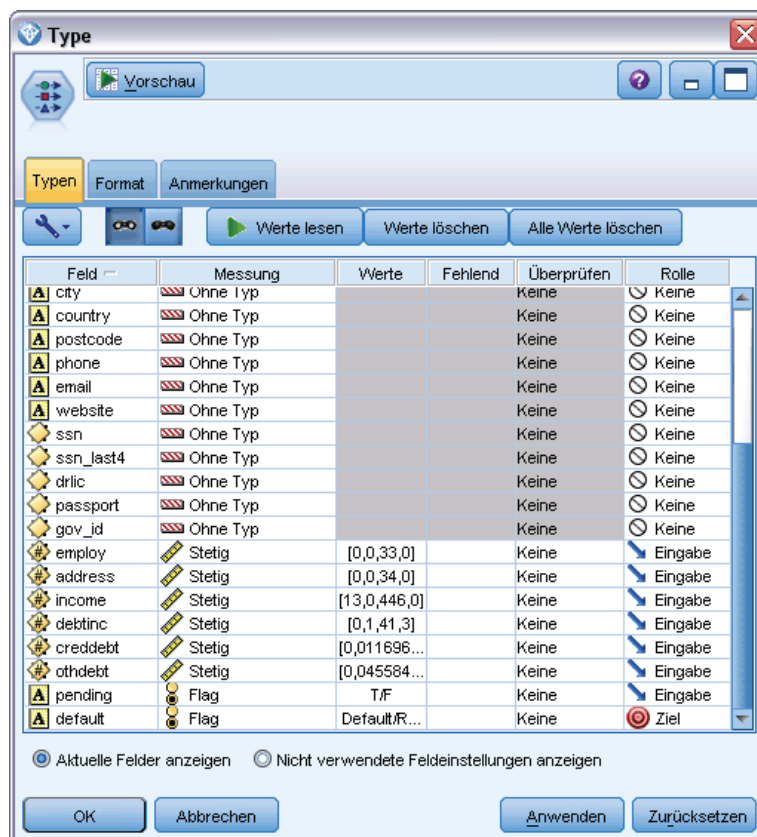 Type
Vorschau
Typen Format Anmerkungen
Werte lesen Werte löschen Alle Werte löschen
Feld Messung Werte Fehlend Überprüfen Rolle
city Ohne Typ Keine Keine
country Ohne Typ Keine Keine
postcode Ohne Typ Keine Keine
phone Ohne Typ Keine Keine
email Ohne Typ Keine Keine
website Ohne Typ Keine Keine
ssn Ohne Typ Keine Keine
ssn_last4 Ohne Typ Keine Keine
drlic Ohne Typ Keine Keine
passport Ohne Typ Keine Keine
gov_id Ohne Typ Keine Keine
employ Stetig [0,0,33,0] Keine Eingabe
address Stetig [0,0,34,0] Keine Eingabe
income Stetig [13,0,446,0] Keine Eingabe
debtinc Stetig [0,1,41,3] Keine Eingabe
creddebt Stetig [0,011696... Keine Eingabe
othdebt Stetig [0,045584... Keine Eingabe
pending Flag T/F Keine Eingabe
default Flag Default/R... Keine Ziel
Aktuelle Felder anzeigen Nicht verwendete Feldeinstellungen anzeigen
OK Abbrechen Anwenden Zurücksetzen